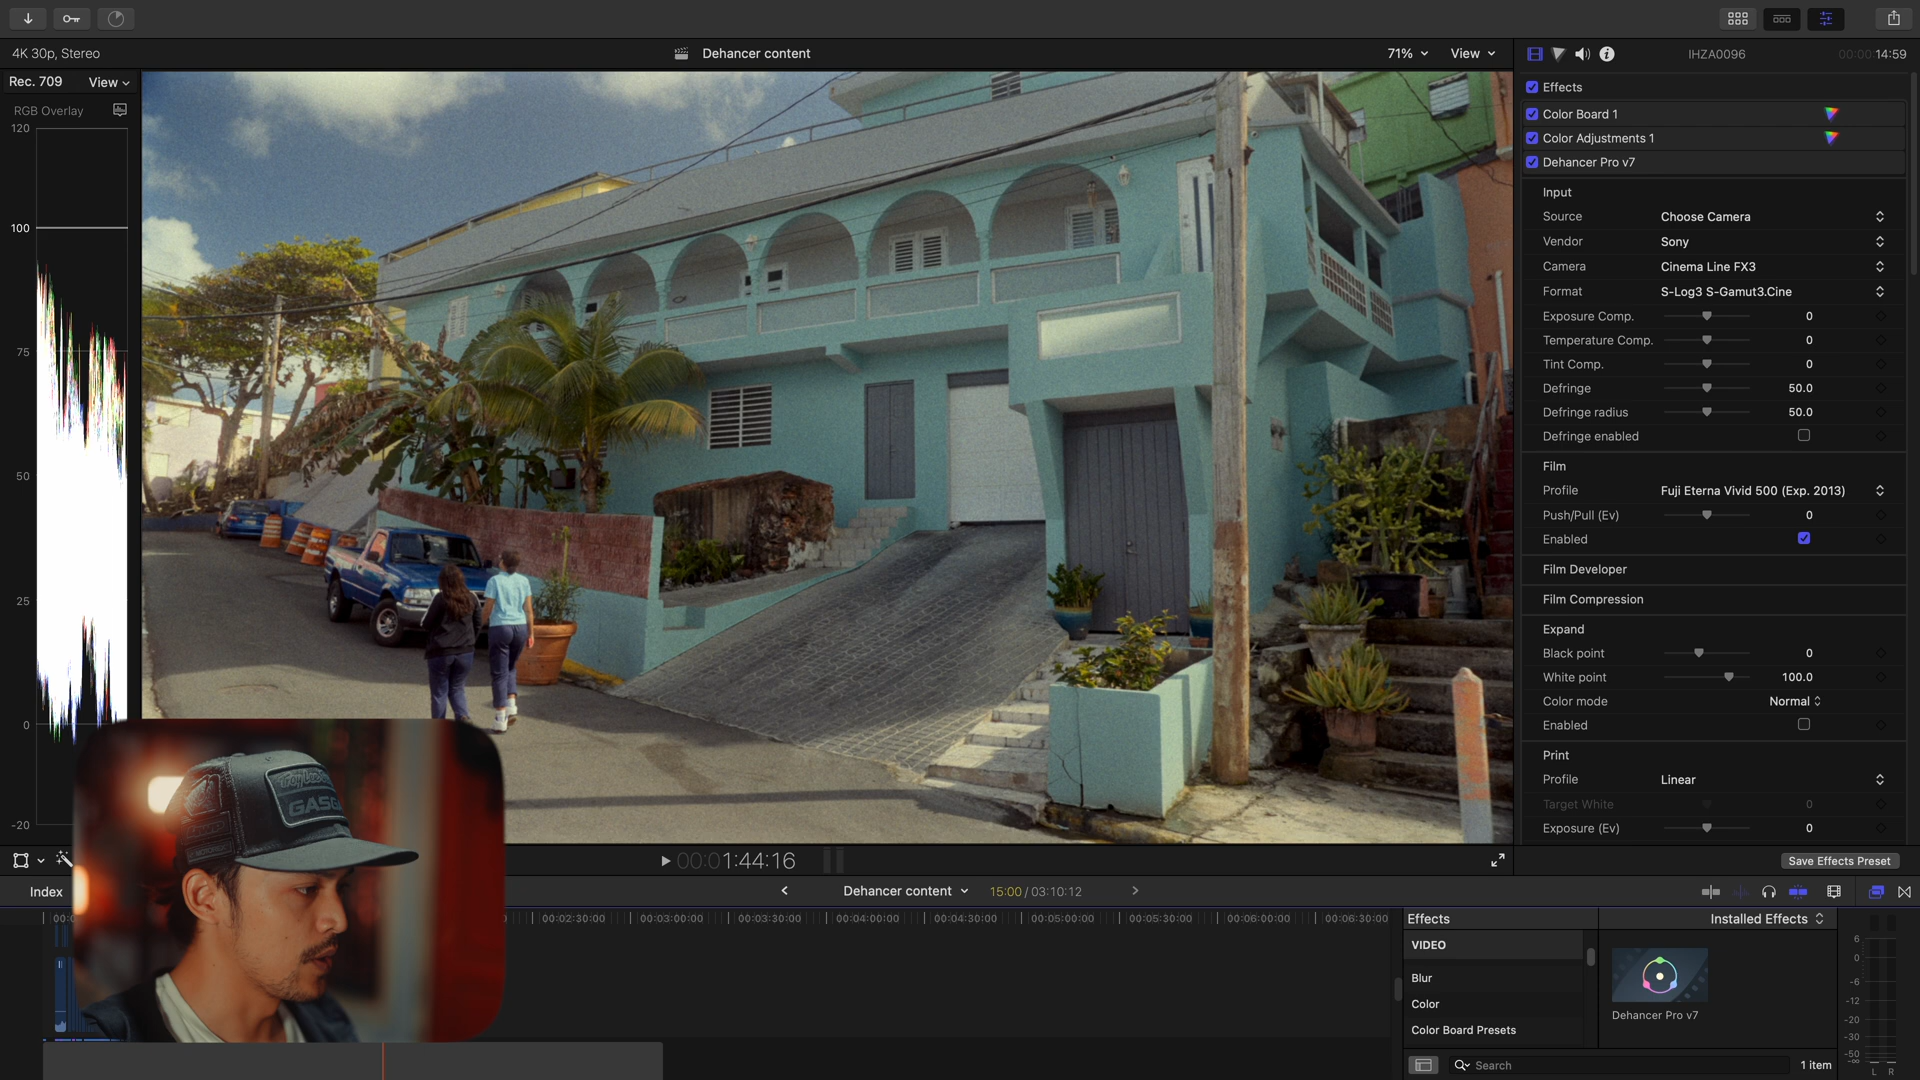 4K 30p, Stereo
Dehancer content
71%
View
IHZA0096
00:00:14:59
Rec. 709
View
RGB Overlay
120
100
75
50
25
0
-20
Effects
Color Board 1
Color Adjustments 1
Dehancer Pro v7
Input
Source Choose Camera
Vendor Sony
Camera Cinema Line FX3
Format S-Log3 S-Gamut3.Cine
Exposure Comp. 0
Temperature Comp. 0
Tint Comp. 0
Defringe 50.0
Defringe radius 50.0
Defringe enabled
Film
Profile Fuji Eterna Vivid 500 (Exp. 2013)
Push/Pull (Ev) 0
Enabled
Film Developer
Film Compression
Expand
Black point 0
White point 100.0
Color mode Normal
Enabled
Print
Profile Linear
Target White 0
Exposure (Ev) 0
Save Effects Preset
00:01:44:16
Index
Dehancer content
15:00 / 03:10:12
00:02:30:00
00:03:00:00
00:03:30:00
00:04:00:00
00:04:30:00
00:05:00:00
00:05:30:00
00:06:00:00
00:06:30:00
Effects
Installed Effects
VIDEO
Blur
Color
Color Board Presets
Dehancer Pro v7
Search
1 item
6
0
-6
-12
-20
-30
-50
-∞
L R